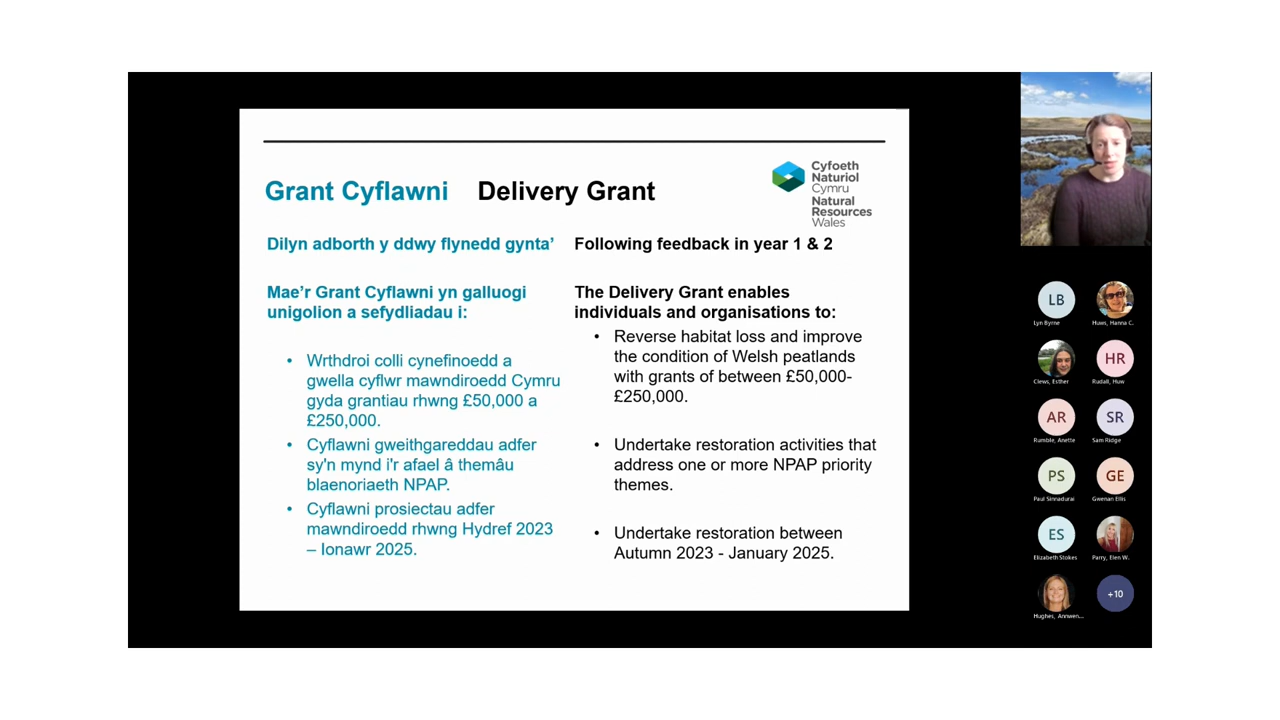 Grant Cyflawni Delivery Grant
Cyfoeth
Naturiol
Cymru
Natural
Resources
Wales
Dilyn adborth y ddwy flynedd gynta’
Mae’r Grant Cyflawni yn galluogi
unigolion a sefydliadau i:
• Wrthdroi colli cynefinoedd a
gwella cyflwr mawndiroedd Cymru
gyda grantiau rhwng £50,000 a
£250,000.
• Cyflawni gweithgareddau adfer
sy'n mynd i'r afael â themâu
blaenoriaeth NPAP.
• Cyflawni prosiectau adfer
mawndiroedd rhwng Hydref 2023
– Ionawr 2025.
Following feedback in year 1 & 2
The Delivery Grant enables
individuals and organisations to:
• Reverse habitat loss and improve
the condition of Welsh peatlands
with grants of between £50,000-
£250,000.
• Undertake restoration activities that
address one or more NPAP priority
themes.
• Undertake restoration between
Autumn 2023 - January 2025.
LB
Lyn Byrne
Huws, Hanna C.
Clews, Esther
HR
Rudall, Huw
AR
Rumble, Anette
SR
Sam Ridge
PS
Paul Sinnadurai
GE
Gwenan Ellis
ES
Elizabeth Stokes
Parry, Elen W.
Hughes, Annwen...
+10